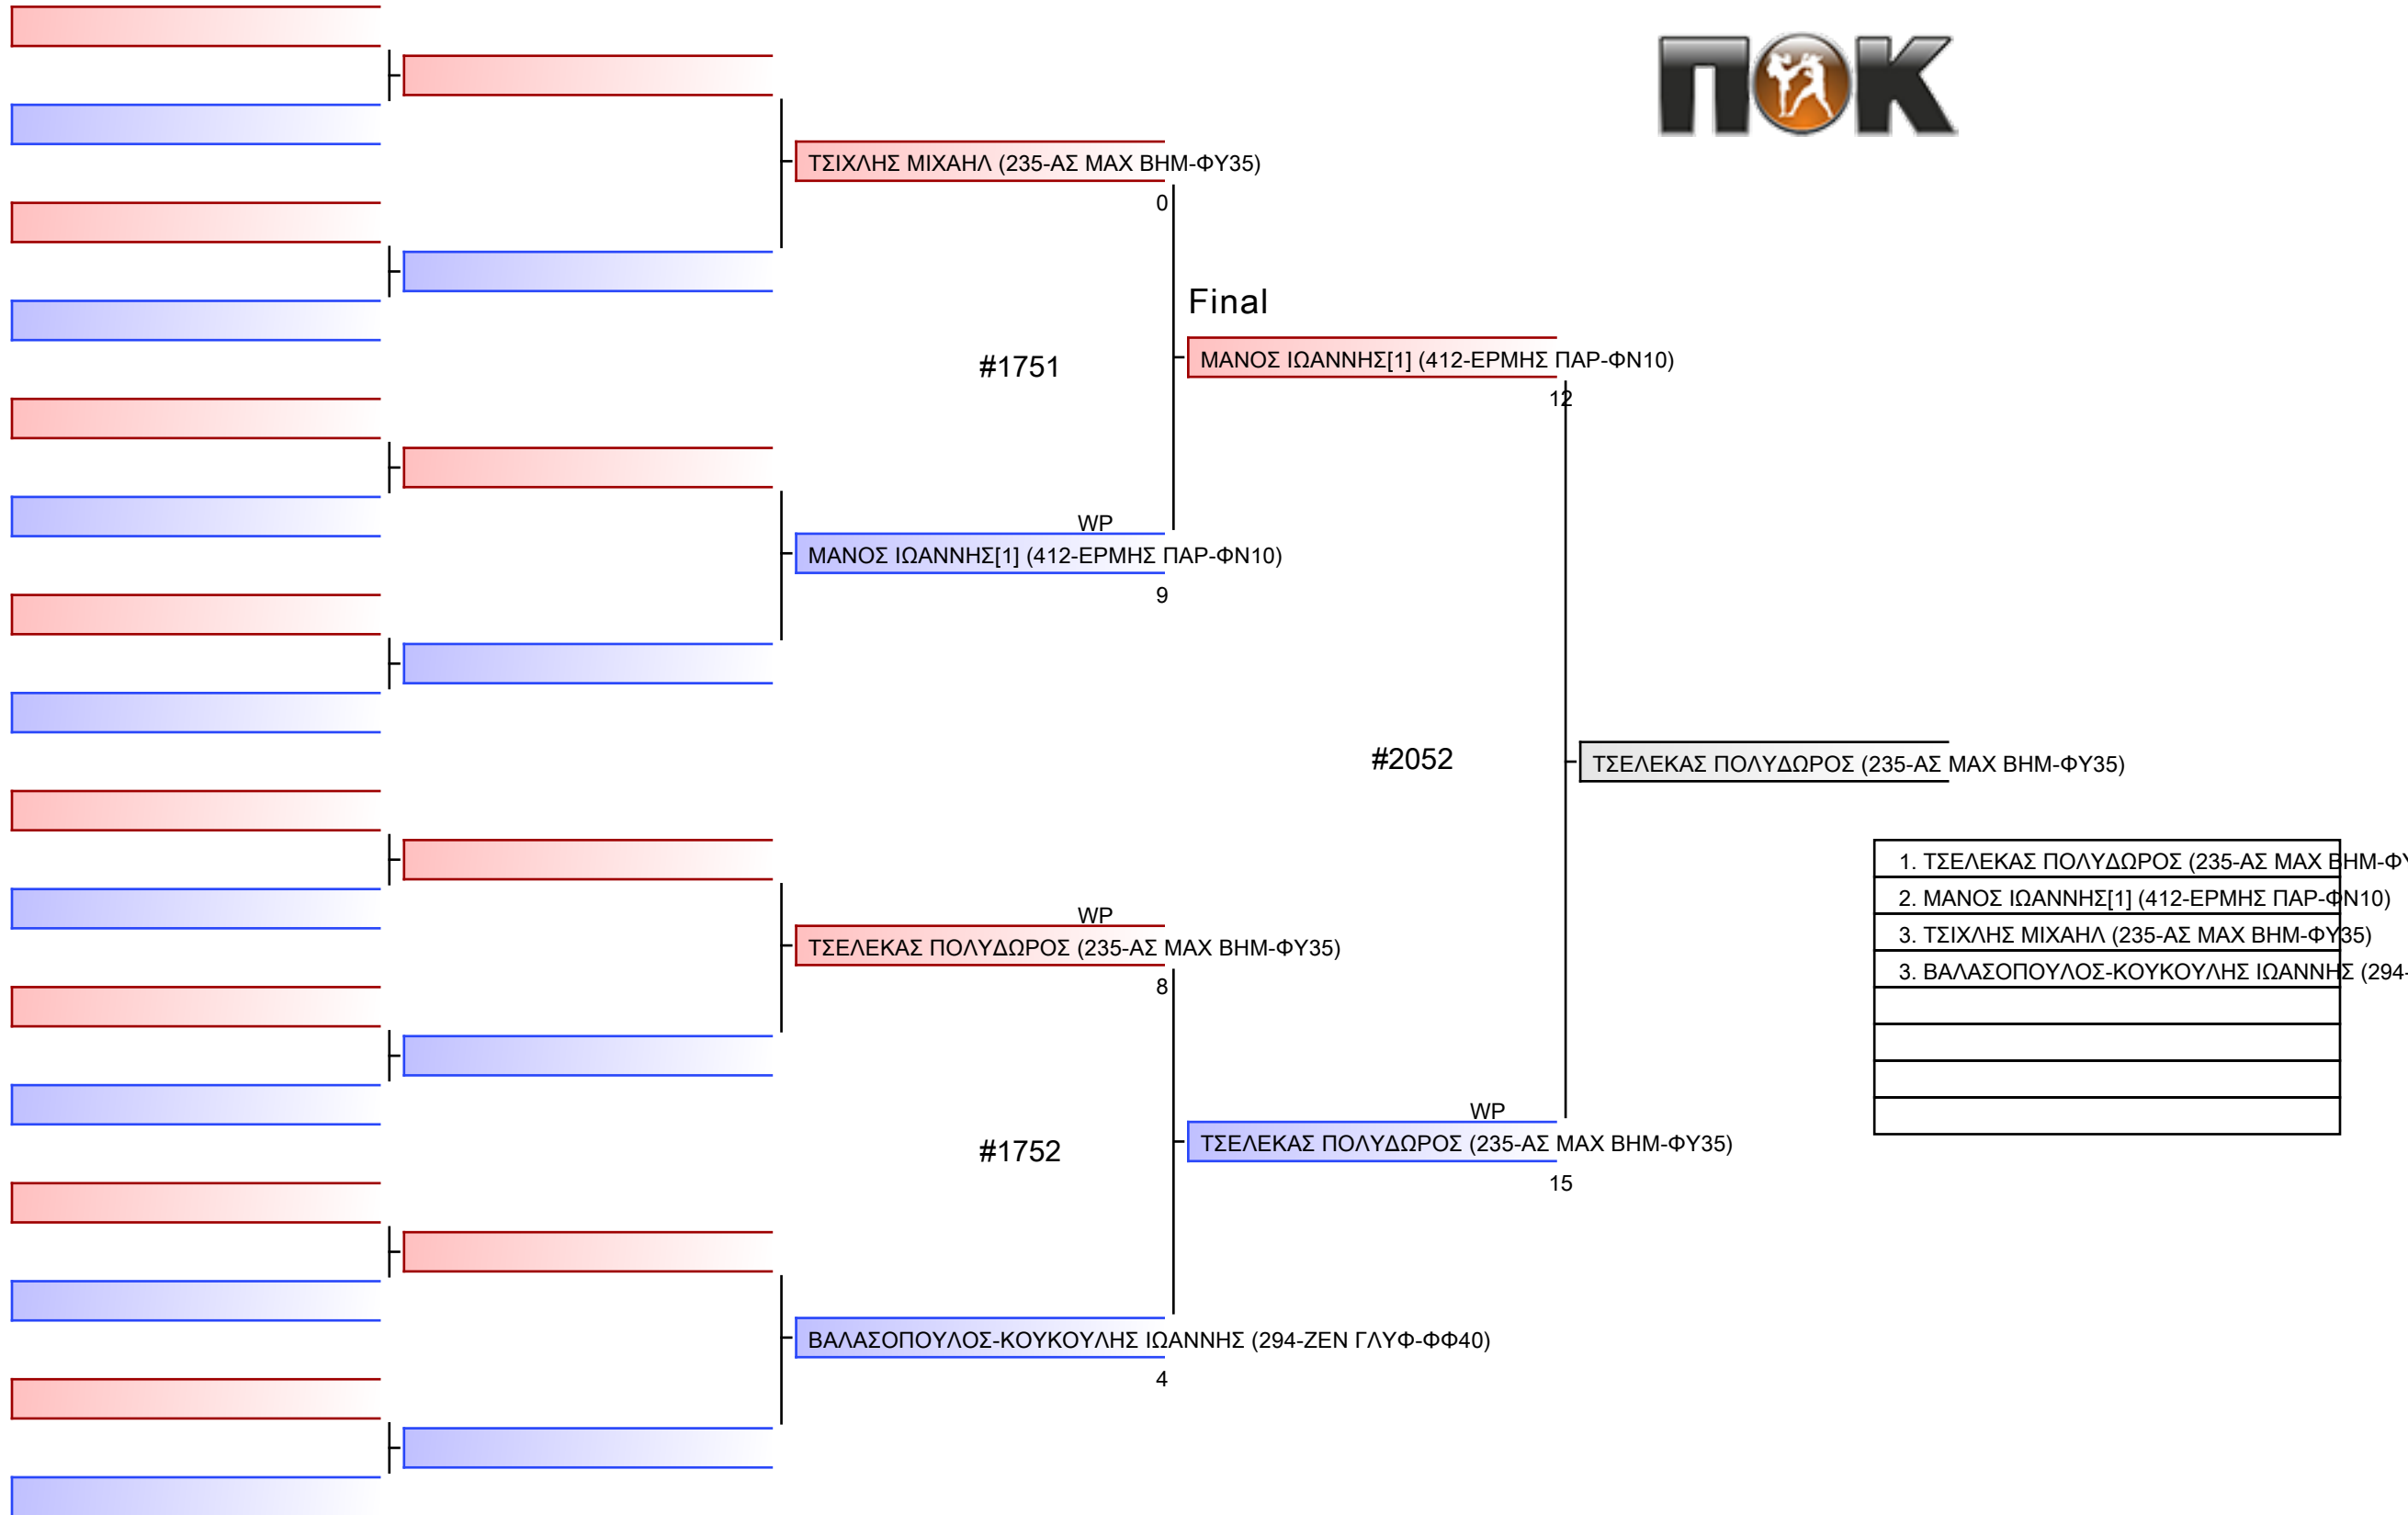 ΠΟΚ
ΤΣΙΧΛΗΣ ΜΙΧΑΗΛ (235-ΑΣ ΜΑΧ ΒΗΜ-ΦΥ35)
0
Final
#1751
ΜΑΝΟΣ ΙΩΑΝΝΗΣ[1] (412-ΕΡΜΗΣ ΠΑΡ-ΦΝ10)
12
WP
ΜΑΝΟΣ ΙΩΑΝΝΗΣ[1] (412-ΕΡΜΗΣ ΠΑΡ-ΦΝ10)
9
#2052
ΤΣΕΛΕΚΑΣ ΠΟΛΥΔΩΡΟΣ (235-ΑΣ ΜΑΧ ΒΗΜ-ΦΥ35)
1. ΤΣΕΛΕΚΑΣ ΠΟΛΥΔΩΡΟΣ (235-ΑΣ ΜΑΧ ΒΗΜ-ΦΥ
2. ΜΑΝΟΣ ΙΩΑΝΝΗΣ[1] (412-ΕΡΜΗΣ ΠΑΡ-ΦΝ10)
3. ΤΣΙΧΛΗΣ ΜΙΧΑΗΛ (235-ΑΣ ΜΑΧ ΒΗΜ-ΦΥ35)
3. ΒΑΛΑΣΟΠΟΥΛΟΣ-ΚΟΥΚΟΥΛΗΣ ΙΩΑΝΝΗΣ (294-
WP
ΤΣΕΛΕΚΑΣ ΠΟΛΥΔΩΡΟΣ (235-ΑΣ ΜΑΧ ΒΗΜ-ΦΥ35)
8
#1752
WP
ΤΣΕΛΕΚΑΣ ΠΟΛΥΔΩΡΟΣ (235-ΑΣ ΜΑΧ ΒΗΜ-ΦΥ35)
15
ΒΑΛΑΣΟΠΟΥΛΟΣ-ΚΟΥΚΟΥΛΗΣ ΙΩΑΝΝΗΣ (294-ΖΕΝ ΓΛΥΦ-ΦΦ40)
4